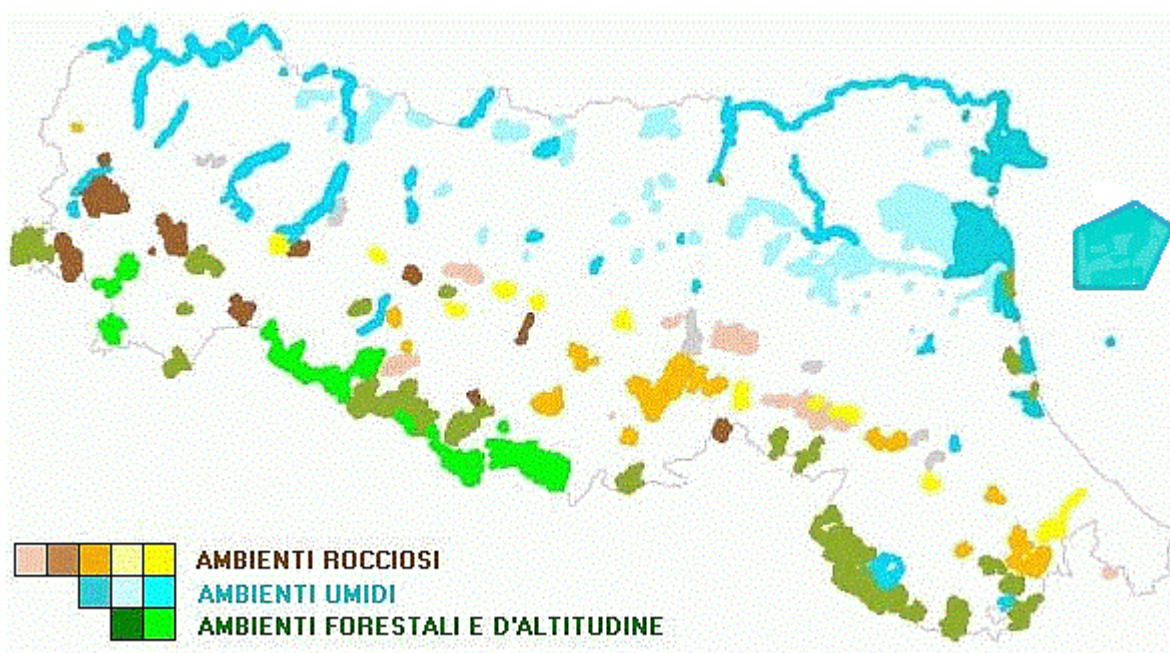 AMBIENTI ROCCIOSI
AMBIENTI UMIDI
AMBIENTI FORESTALI E D'ALTITUDINE